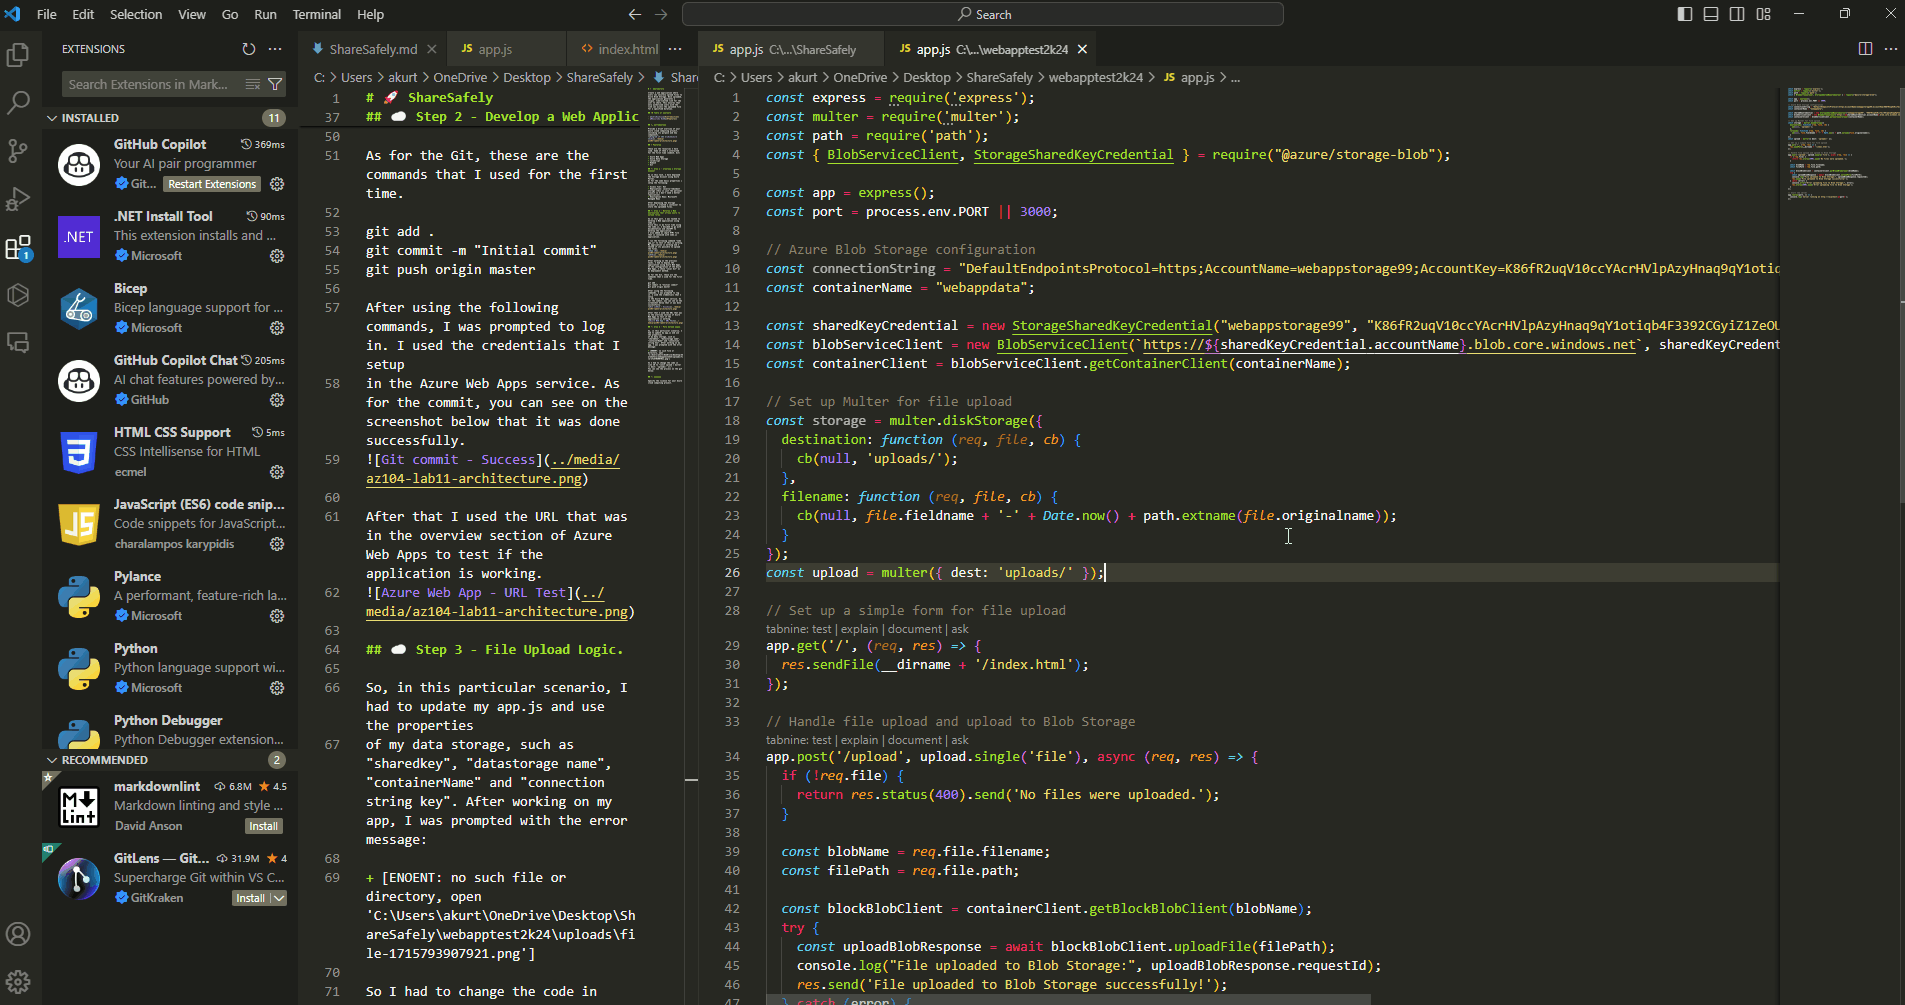 File Edit Selection View Go Run Terminal Help
Search
EXTENSIONS
Search Extensions in Mark...
INSTALLED 11
GitHub Copilot 369ms
Your AI pair programmer
Git... Restart Extensions
.NET
.NET Install Tool 90ms
This extension installs and ...
Microsoft
Bicep
Bicep language support for ...
Microsoft
GitHub Copilot Chat 205ms
AI chat features powered by...
GitHub
HTML CSS Support 5ms
CSS Intellisense for HTML
ecmel
JS
JavaScript (ES6) code snip...
Code snippets for JavaScript...
charalampos karypidis
Pylance
A performant, feature-rich la...
Microsoft
Python
Python language support wi...
Microsoft
Python Debugger
Python Debugger extension...
RECOMMENDED 2
markdownlint 6.8M 4.5
Markdown linting and style ...
David Anson Install
GitLens — Git... 31.9M 4
Supercharge Git within VS C...
GitKraken Install
1
ShareSafely.md JS app.js <> index.html ...
C: > Users > akurt > OneDrive > Desktop > ShareSafely > Shar
1 # 🚀 ShareSafely
37 ## ☁️ Step 2 - Develop a Web Applic
50
51 As for the Git, these are the
commands that I used for the first
time.
52
53 git add .
54 git commit -m "Initial commit"
55 git push origin master
56
57 After using the following
commands, I was prompted to log
in. I used the credentials that I
setup
58 in the Azure Web Apps service. As
for the commit, you can see on the
screenshot below that it was done
successfully.
59 ![Git commit - Success](../media/
az104-lab11-architecture.png)
60
61 After that I used the URL that was
in the overview section of Azure
Web Apps to test if the
application is working.
62 ![Azure Web App - URL Test](../
media/az104-lab11-architecture.png)
63
64 ## ☁️ Step 3 - File Upload Logic.
65
66 So, in this particular scenario, I
had to update my app.js and use
the properties
67 of my data storage, such as
"sharedkey", "datastorage name",
"containerName" and "connection
string key". After working on my
app, I was prompted with the error
message:
68
69 + [ENOENT: no such file or
directory, open
'C:\Users\akurt\OneDrive\Desktop\Sh
areSafely\webapptest2k24\uploads\fi
le-1715793907921.png']
70
71 So I had to change the code in
JS app.js C:\...\ShareSafely JS app.js C:\...\webapptest2k24
C: > Users > akurt > OneDrive > Desktop > ShareSafely > webapptest2k24 > JS app.js > ...
1 const express = require('express');
2 const multer = require('multer');
3 const path = require('path');
4 const { BlobServiceClient, StorageSharedKeyCredential } = require("@azure/storage-blob");
5
6 const app = express();
7 const port = process.env.PORT || 3000;
8
9 // Azure Blob Storage configuration
10 const connectionString = "DefaultEndpointsProtocol=https;AccountName=webappstorage99;AccountKey=K86fR2uqV10ccYAcrHVlpAzyHnaq9qY1otiq
11 const containerName = "webappdata";
12
13 const sharedKeyCredential = new StorageSharedKeyCredential("webappstorage99", "K86fR2uqV10ccYAcrHVlpAzyHnaq9qY1otiqb4F3392CGyiZ1ZeOU
14 const blobServiceClient = new BlobServiceClient(`https://${sharedKeyCredential.accountName}.blob.core.windows.net`, sharedKeyCredent
15 const containerClient = blobServiceClient.getContainerClient(containerName);
16
17 // Set up Multer for file upload
18 const storage = multer.diskStorage({
19 destination: function (req, file, cb) {
20 cb(null, 'uploads/');
21 },
22 filename: function (req, file, cb) {
23 cb(null, file.fieldname + '-' + Date.now() + path.extname(file.originalname));
24 }
25 });
26 const upload = multer({ dest: 'uploads/' });
27
28 // Set up a simple form for file upload
tabnine: test | explain | document | ask
29 app.get('/', (req, res) => {
30 res.sendFile(__dirname + '/index.html');
31 });
32
33 // Handle file upload and upload to Blob Storage
tabnine: test | explain | document | ask
34 app.post('/upload', upload.single('file'), async (req, res) => {
35 if (!req.file) {
36 return res.status(400).send('No files were uploaded.');
37 }
38
39 const blobName = req.file.filename;
40 const filePath = req.file.path;
41
42 const blockBlobClient = containerClient.getBlockBlobClient(blobName);
43 try {
44 const uploadBlobResponse = await blockBlobClient.uploadFile(filePath);
45 console.log("File uploaded to Blob Storage:", uploadBlobResponse.requestId);
46 res.send('File uploaded to Blob Storage successfully!');
47 } catch (error) {